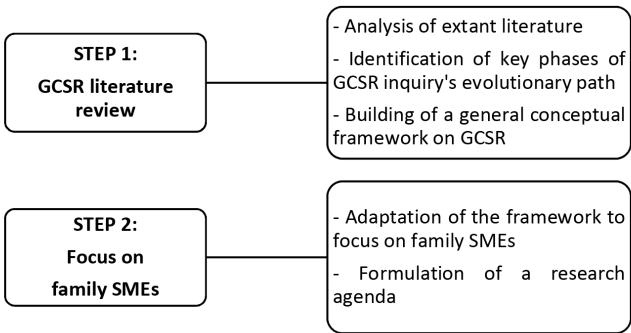 STEP 1:
GCSR literature
review
- Analysis of extant literature
- Identification of key phases of
GCSR inquiry's evolutionary path
- Building of a general conceptual
framework on GCSR
STEP 2:
Focus on
family SMEs
- Adaptation of the framework to
focus on family SMEs
- Formulation of a research
agenda